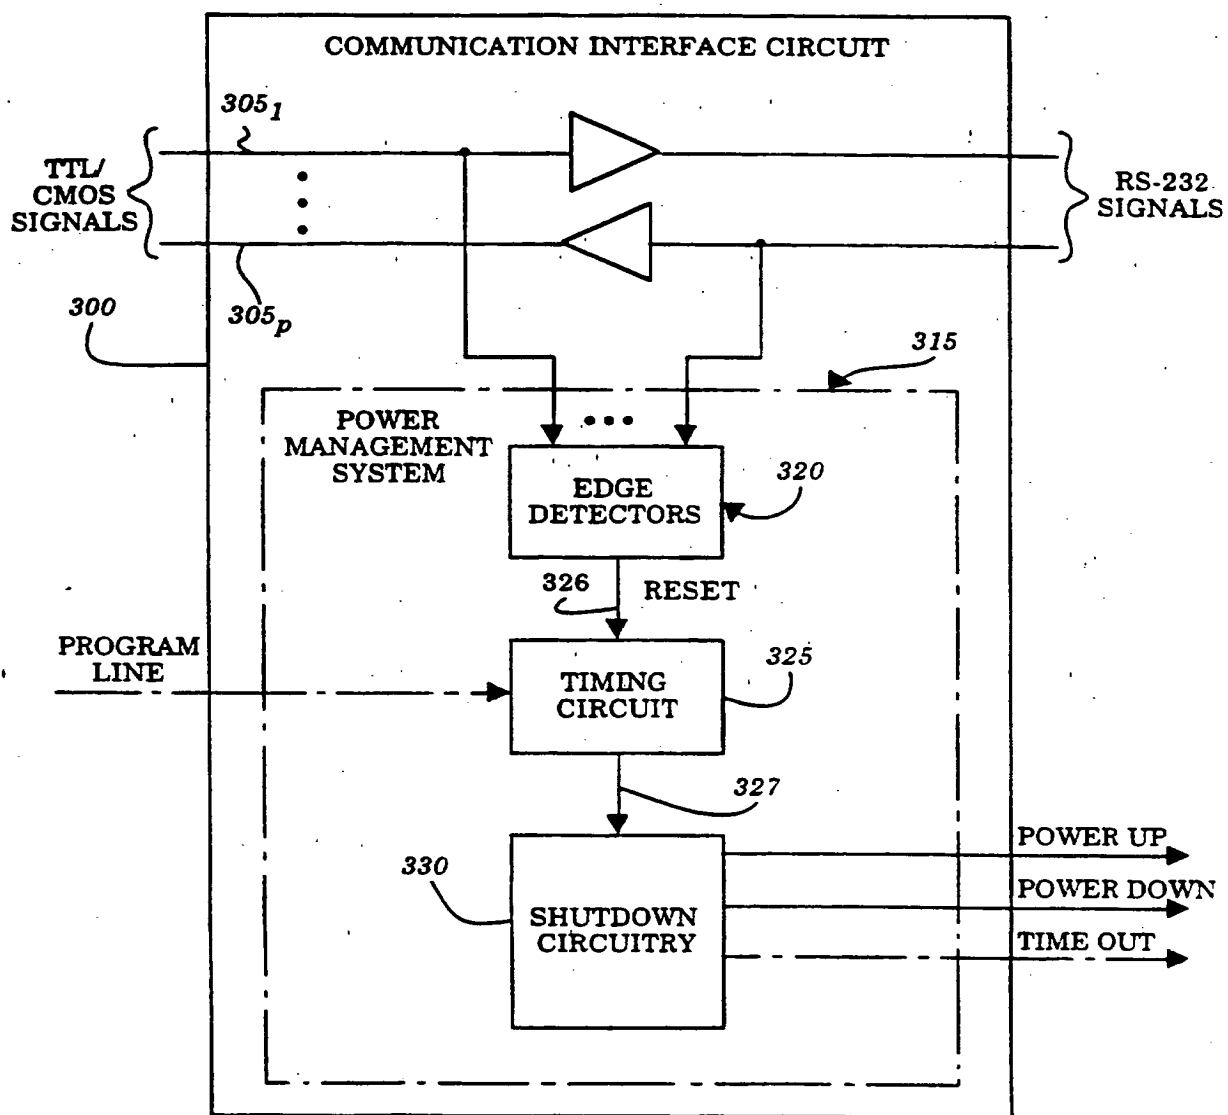 COMMUNICATION INTERFACE CIRCUIT
305₁
TTL/
CMOS
SIGNALS
RS-232
SIGNALS
305ₚ
300
315
POWER
MANAGEMENT
SYSTEM
EDGE
DETECTORS
320
326
RESET
PROGRAM
LINE
TIMING
CIRCUIT
325
327
330
SHUTDOWN
CIRCUITRY
POWER UP
POWER DOWN
TIME OUT